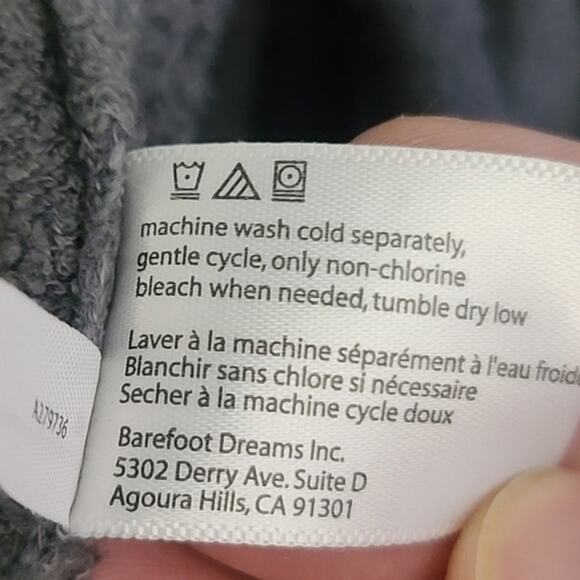 machine wash cold separately,
gentle cycle, only non-chlorine
bleach when needed, tumble dry low
Laver à la machine séparément à l'eau froide
Blanchir sans chlore si nécessaire
Secher à la machine cycle doux
Barefoot Dreams Inc.
5302 Derry Ave. Suite D
Agoura Hills, CA 91301
A279736